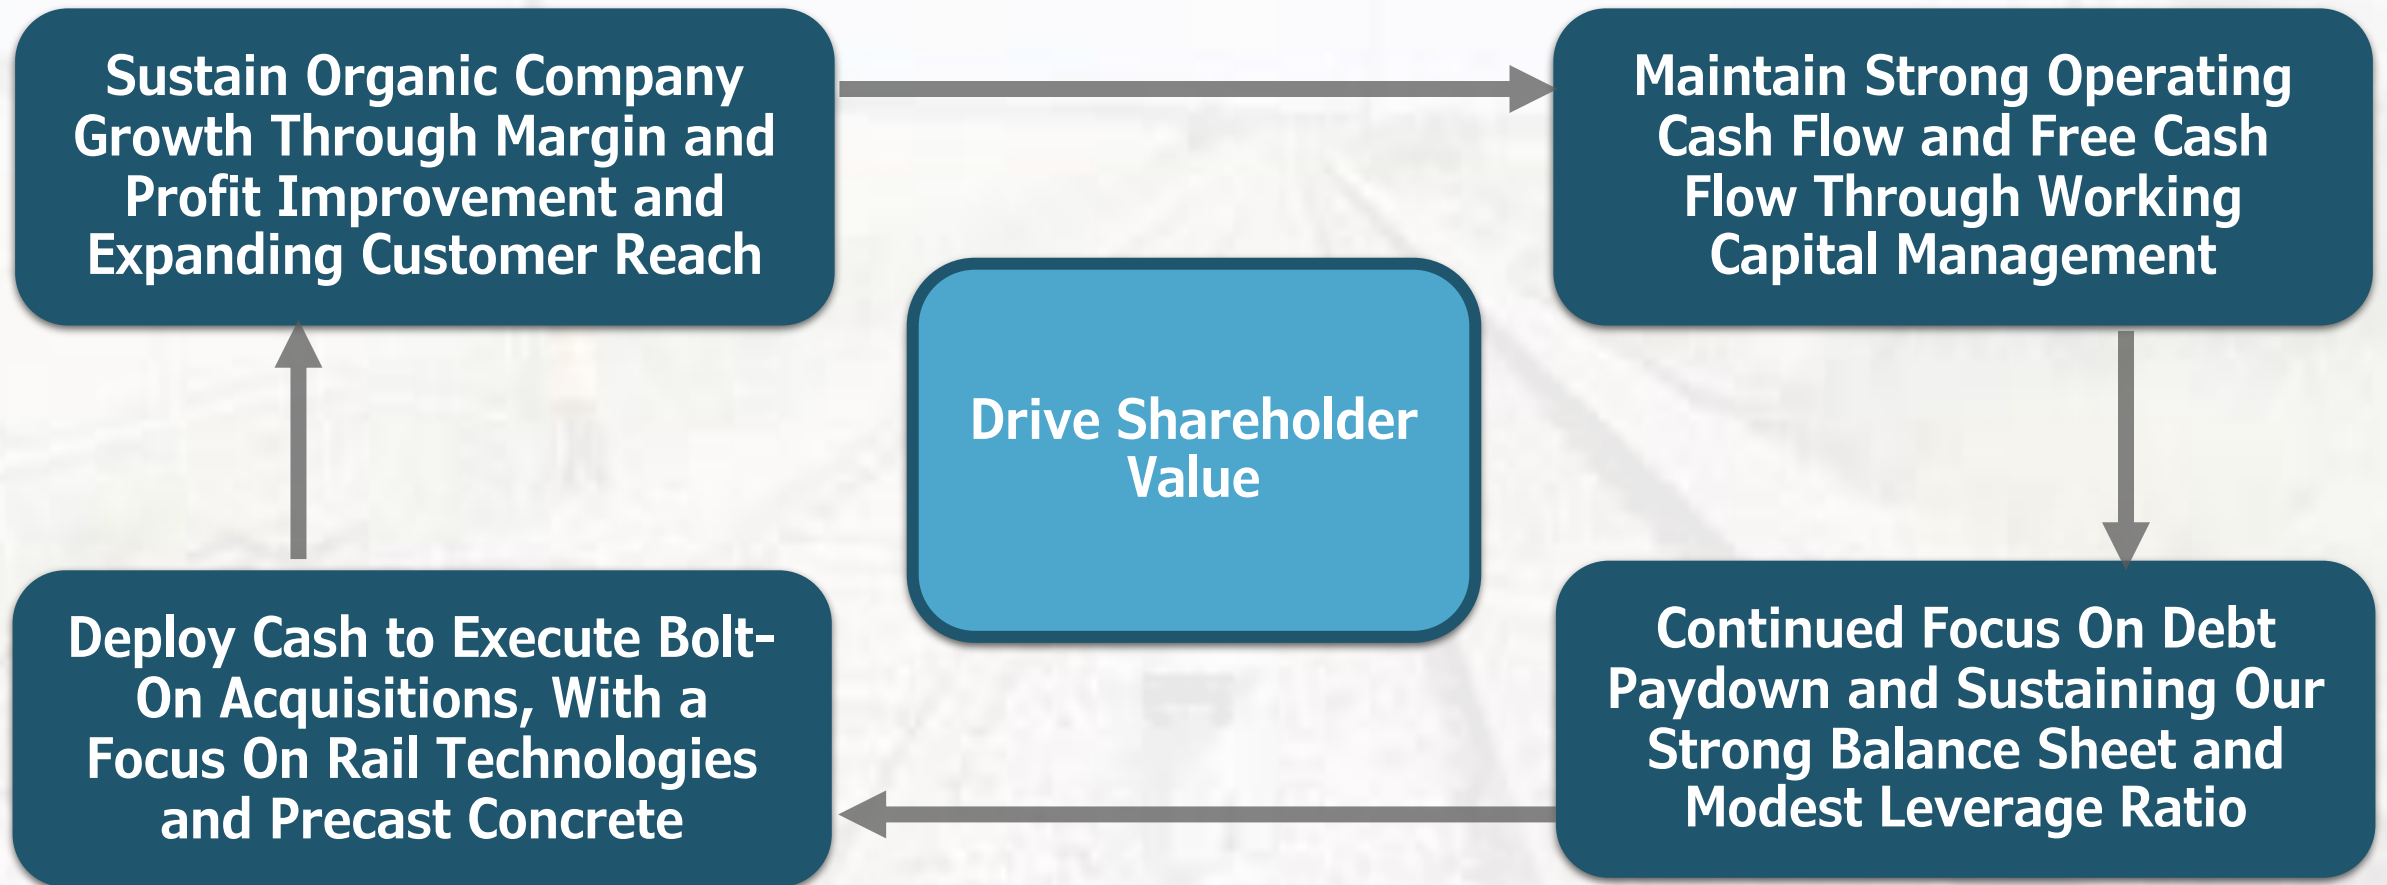 Sustain Organic Company
Growth Through Margin and
Profit Improvement and
Expanding Customer Reach
Maintain Strong Operating
Cash Flow and Free Cash
Flow Through Working
Capital Management
Drive Shareholder
Value
Deploy Cash to Execute Bolt-
On Acquisitions, With a
Focus On Rail Technologies
and Precast Concrete
Continued Focus On Debt
Paydown and Sustaining Our
Strong Balance Sheet and
Modest Leverage Ratio